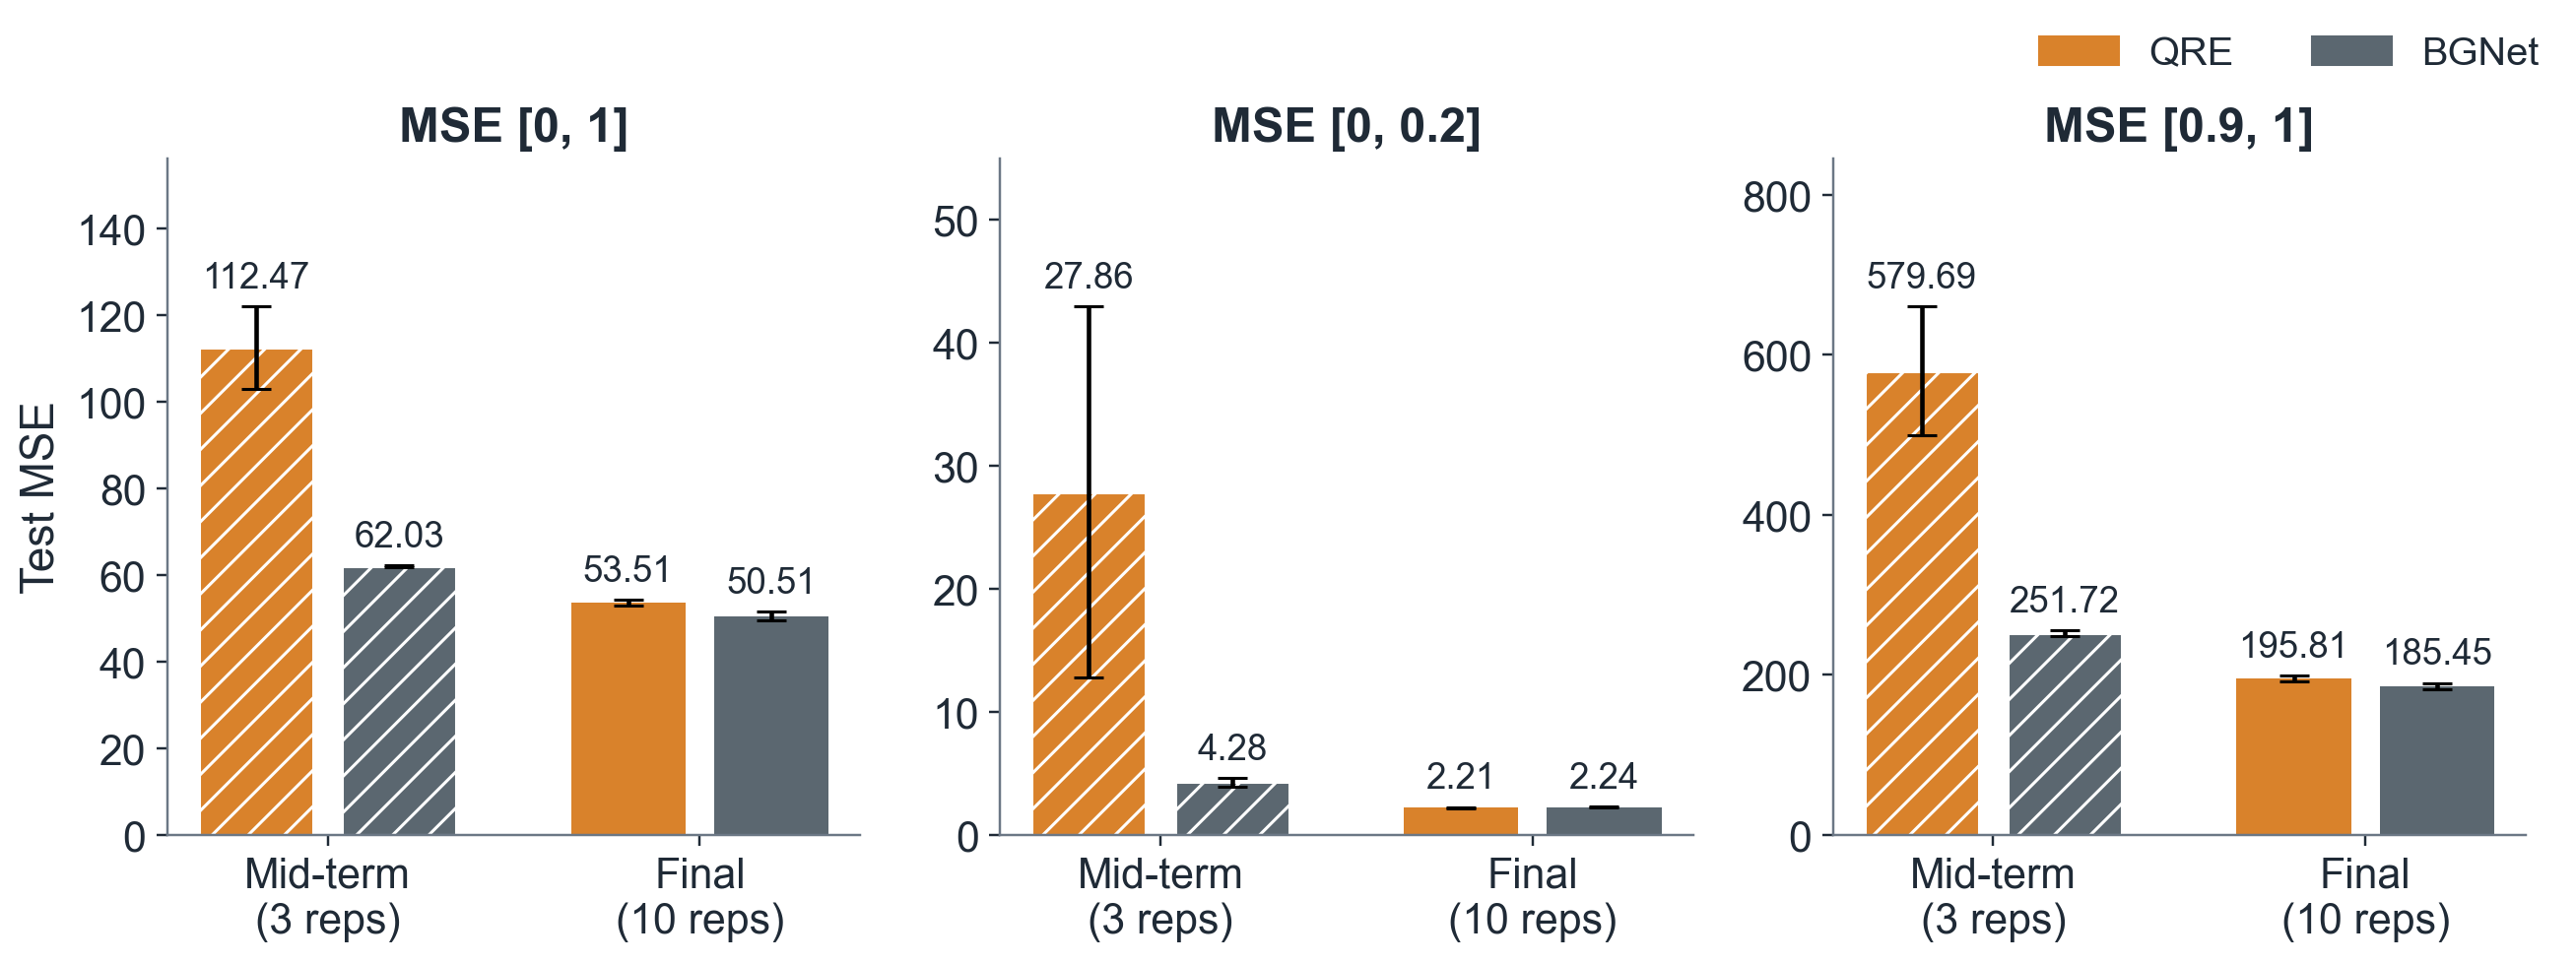 QRE BGNet
MSE [0, 1]
Test MSE
140
120
100
80
60
40
20
0
112.47
62.03
53.51
50.51
Mid-term
(3 reps)
Final
(10 reps)
MSE [0, 0.2]
50
40
30
20
10
0
27.86
4.28
2.21
2.24
Mid-term
(3 reps)
Final
(10 reps)
MSE [0.9, 1]
800
600
400
200
0
579.69
251.72
195.81
185.45
Mid-term
(3 reps)
Final
(10 reps)